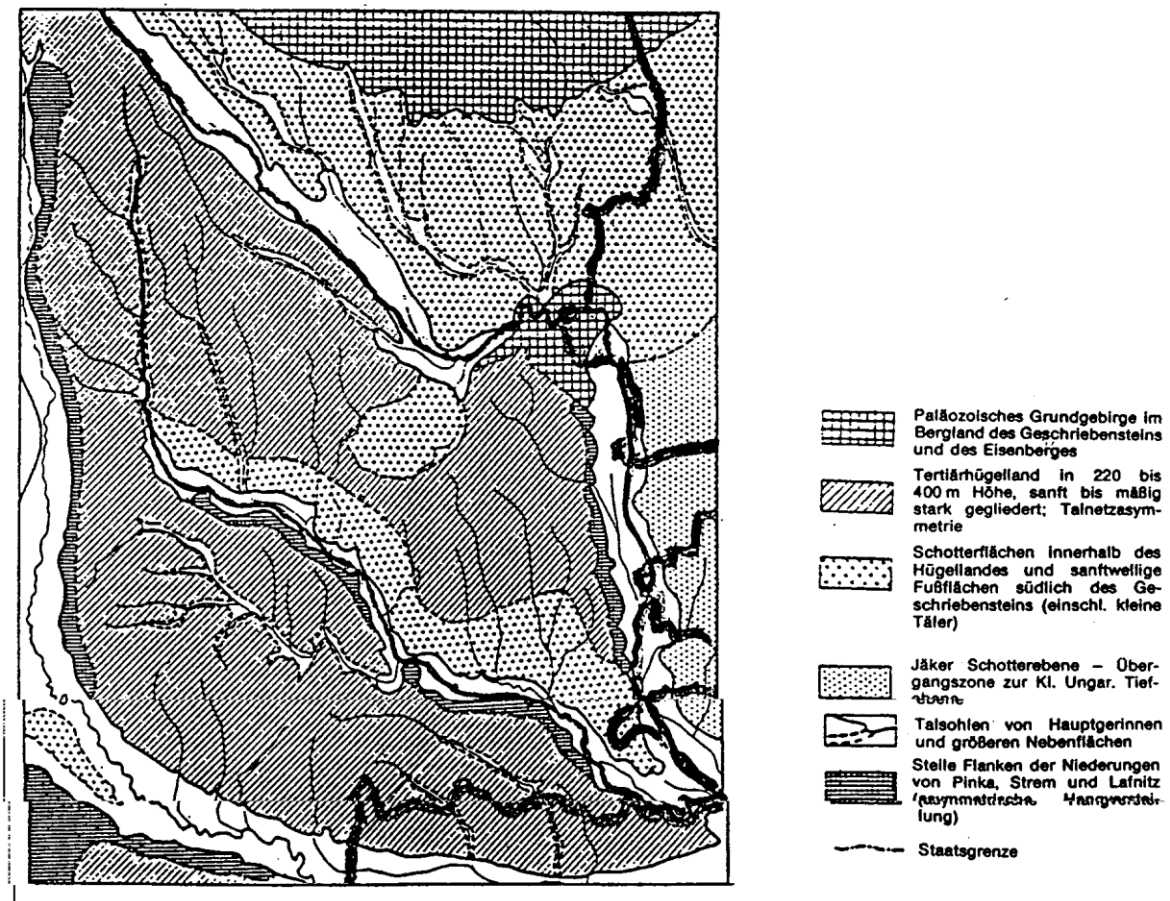 Paläozoisches Grundgebirge im
Bergland des Geschriebensteins
und des Eisenberges
Tertiärhügelland in 220 bis
400 m Höhe, sanft bis mäßig
stark gegliedert; Talnetzasym-
metrie
Schotterflächen innerhalb des
Hügellandes und sanftwellige
Fußflächen südlich des Ge-
schriebensteins (einschl. kleine
Täler)
Jáker Schotterebene – Über-
gangszone zur Kl. Ungar. Tief-
ebene
Talsohlen von Hauptgerinnen
und größeren Nebenflächen
Steile Flanken der Niederungen
von Pinka, Strem und Lafnitz
(asymmetrische
lung)
Staatsgrenze